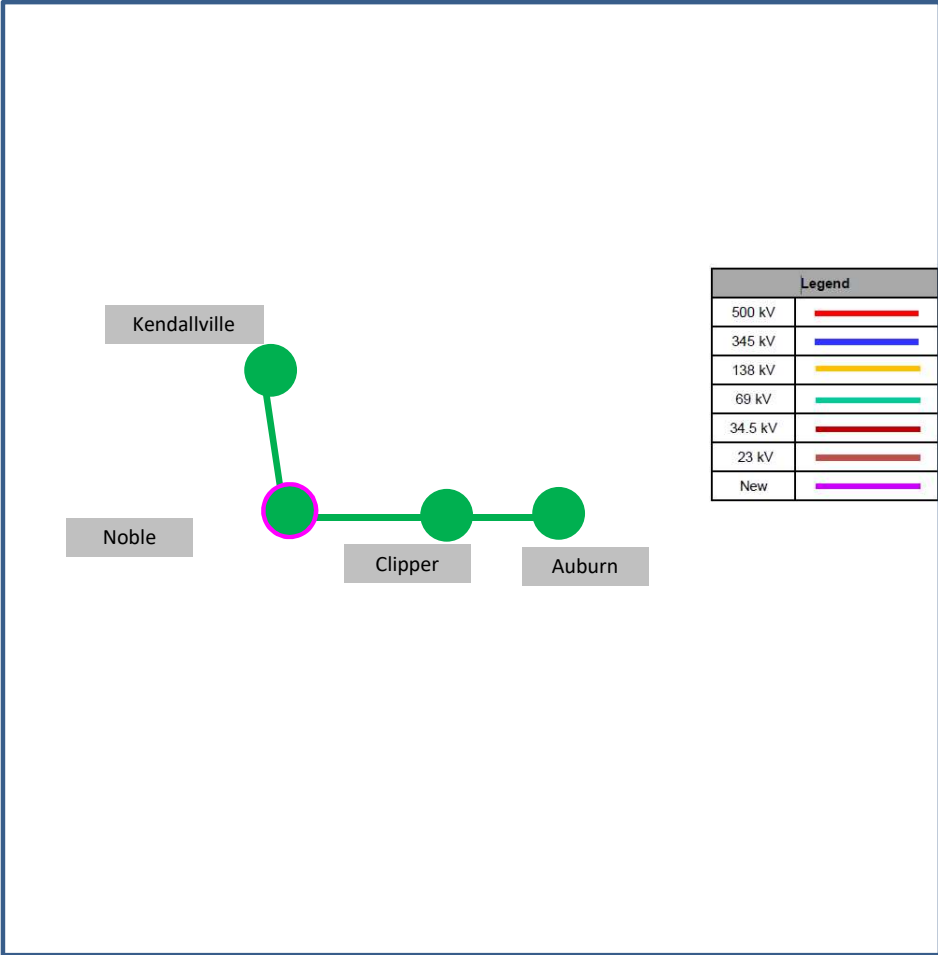 Legend
500 kV
345 kV
138 kV
69 kV
34.5 kV
23 kV
New
Kendallville
Noble
Clipper
Auburn